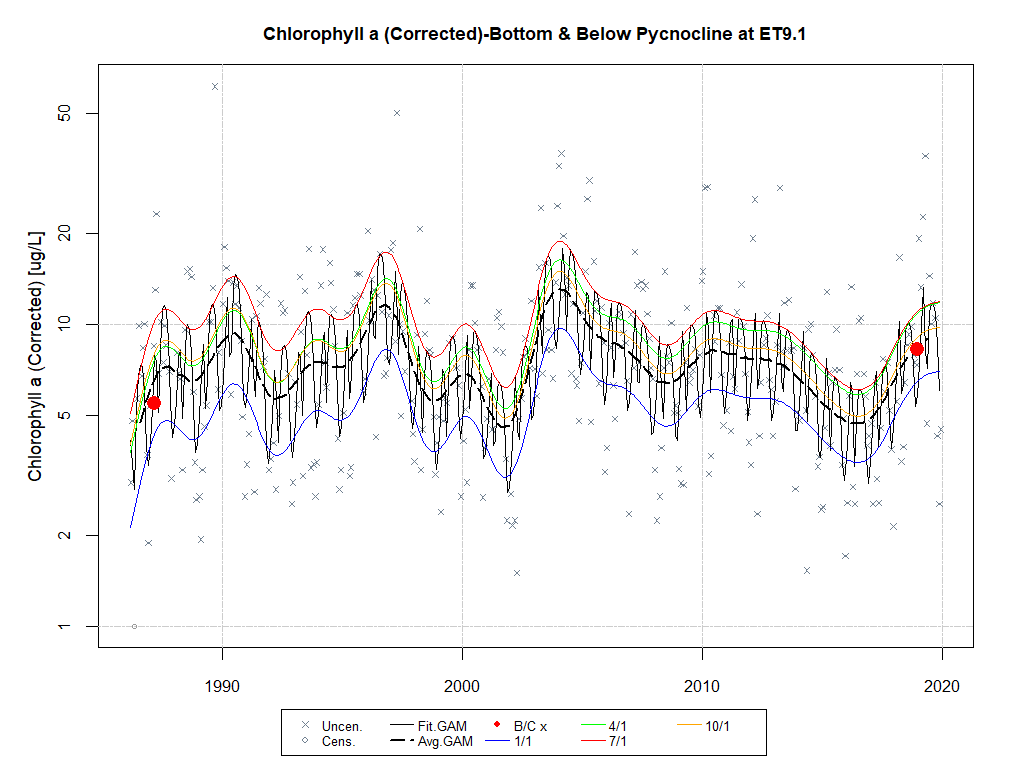 Chlorophyll a (Corrected)-Bottom & Below Pycnocline at ET9.1
Chlorophyll a (Corrected) [ug/L]
50
20
10
5
2
1
1990 2000 2010 2020
Uncen. Fit.GAM B/C x 4/1 10/1
Cens. Avg.GAM 1/1 7/1